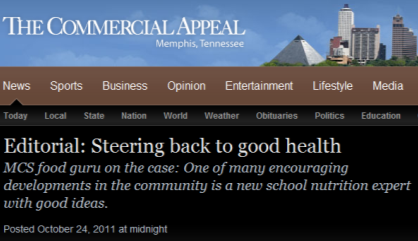 THE COMMERCIAL APPEAL
Memphis, Tennessee
News Sports Business Opinion Entertainment Lifestyle Media
Today Local State Nation World Weather Obituaries Politics Education
Editorial: Steering back to good health
MCS food guru on the case: One of many encouraging
developments in the community is a new school nutrition expert
with good ideas.
Posted October 24, 2011 at midnight